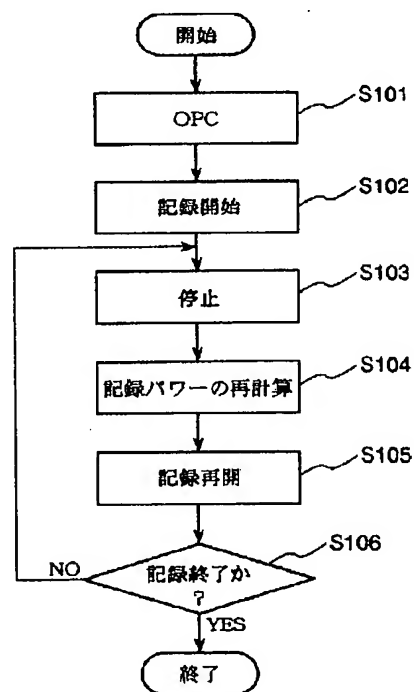 開始
OPC
S101
記録開始
S102
停止
S103
記録パワーの再計算
S104
記録再開
S105
記録終了か
?
S106
NO
YES
終了